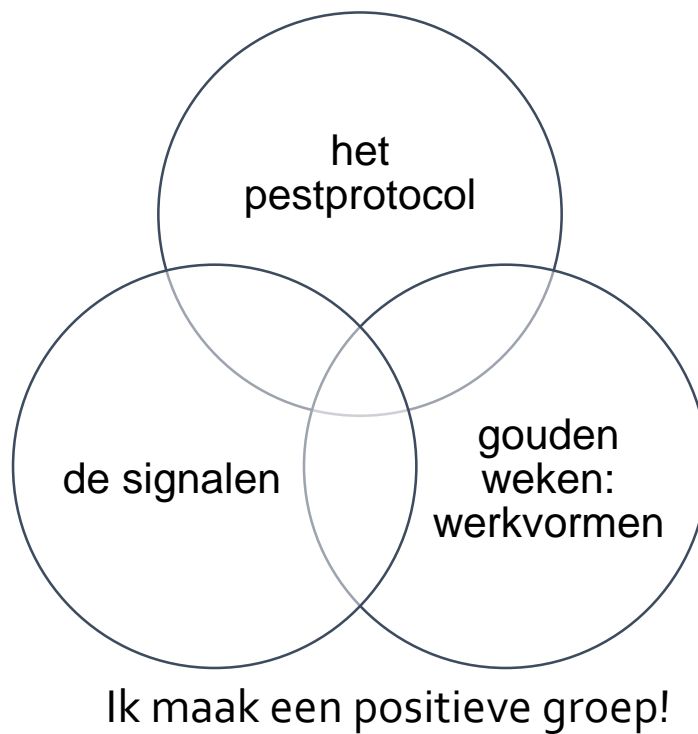 het
pestprotocol
de signalen
gouden
weken:
werkvormen
Ik maak een positieve groep!